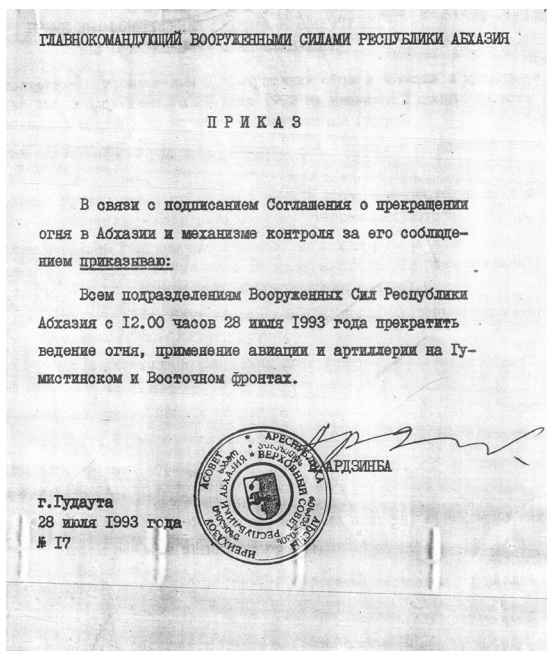 ГЛАВНОКОМАНДУЮЩИЙ ВООРУЖЕННЫМИ СИЛАМИ РЕСПУБЛИКИ АБХАЗИЯ
П Р И К А З
В связи с подписанием Соглашения о прекращении
огня в Абхазии и механизме контроля за его соблюде-
нием приказываю:
Всем подразделениям Вооруженных Сил Республики
Абхазия с 12.00 часов 28 июля 1993 года прекратить
ведение огня, применение авиации и артиллерии на Гу-
мистинском и Восточном фронтах.
В.АРДЗИНБА
ВЕРХОВНЫЙ СОВЕТ РЕСПУБЛИКИ АБХАЗИЯ
г.Гудаута
28 июля 1993 года
№ 17